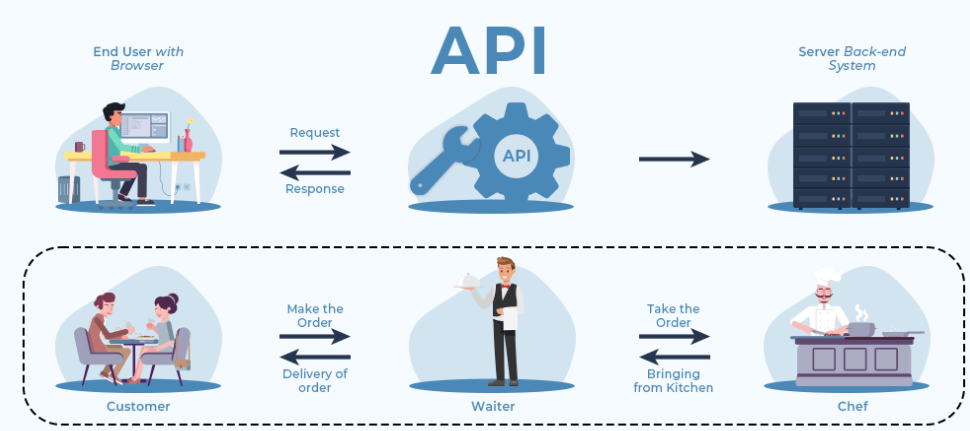 API
End User with
Browser
Request
Response
API
Server Back-end
System
Make the
Order
Delivery of
order
Take the
Order
Bringing
from Kitchen
Customer
Waiter
Chef